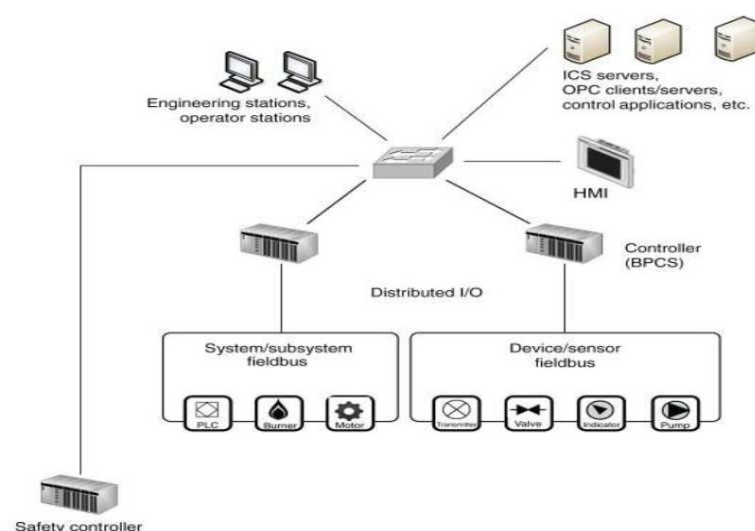 Engineering stations,
operator stations
ICS servers,
OPC clients/servers,
control applications, etc.
HMI
Controller
(BPCS)
Distributed I/O
System/subsystem
fieldbus
Device/sensor
fieldbus
PLC
Burner
Motor
Transmitter
Valve
Indicator
Pump
Safety controller